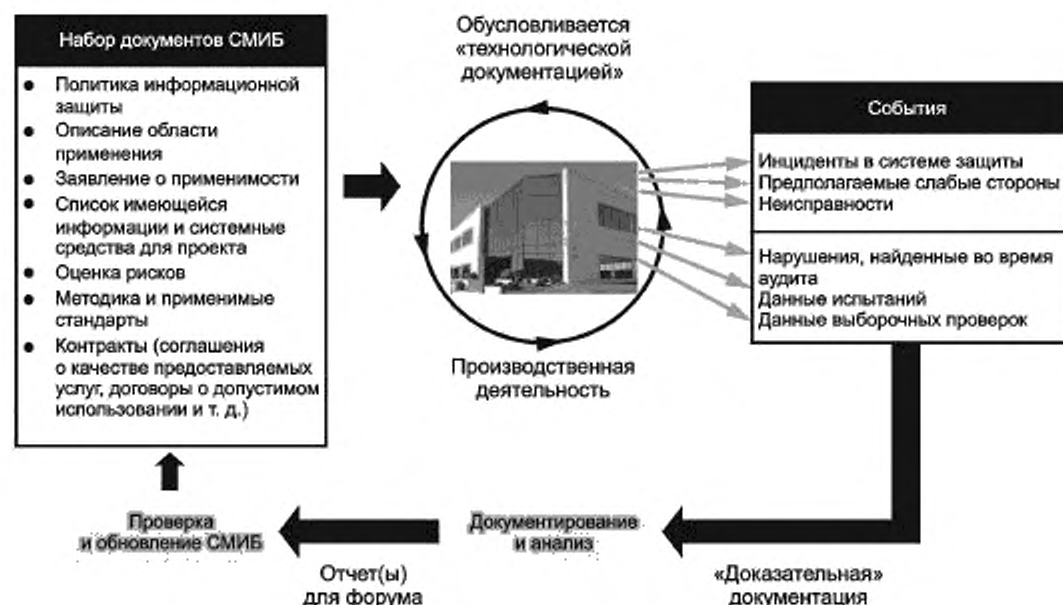 Набор документов СМИБ
● Политика информационной
защиты
● Описание области
применения
● Заявление о применимости
● Список имеющейся
информации и системные
средства для проекта
● Оценка рисков
● Методика и применимые
стандарты
● Контракты (соглашения
о качестве предоставляемых
услуг, договоры о допустимом
использовании и т. д.)
Обусловливается
«технологической
документацией»
Производственная
деятельность
События
Инциденты в системе защиты
Предполагаемые слабые стороны
Неисправности
Нарушения, найденные во время
аудита
Данные испытаний
Данные выборочных проверок
Проверка
и обновление СМИБ
Документирование
и анализ
Отчет(ы)
для форума
«Доказательная»
документация